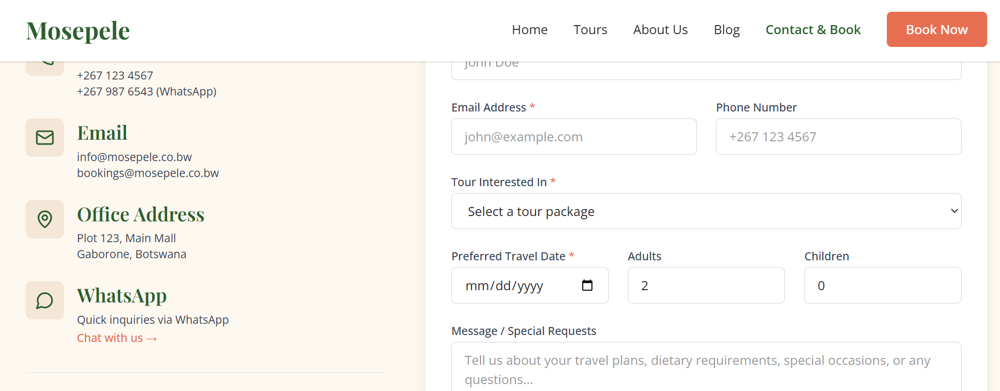 Mosepele
Home
Tours
About Us
Blog
Contact & Book
Book Now
+267 123 4567
+267 987 6543 (WhatsApp)
Email
info@mosepele.co.bw
bookings@mosepele.co.bw
Office Address
Plot 123, Main Mall
Gaborone, Botswana
WhatsApp
Quick inquiries via WhatsApp
Chat with us →
John Doe
Email Address *
john@example.com
Phone Number
+267 123 4567
Tour Interested In *
Select a tour package
Preferred Travel Date *
mm/dd/yyyy
Adults
2
Children
0
Message / Special Requests
Tell us about your travel plans, dietary requirements, special occasions, or any
questions...